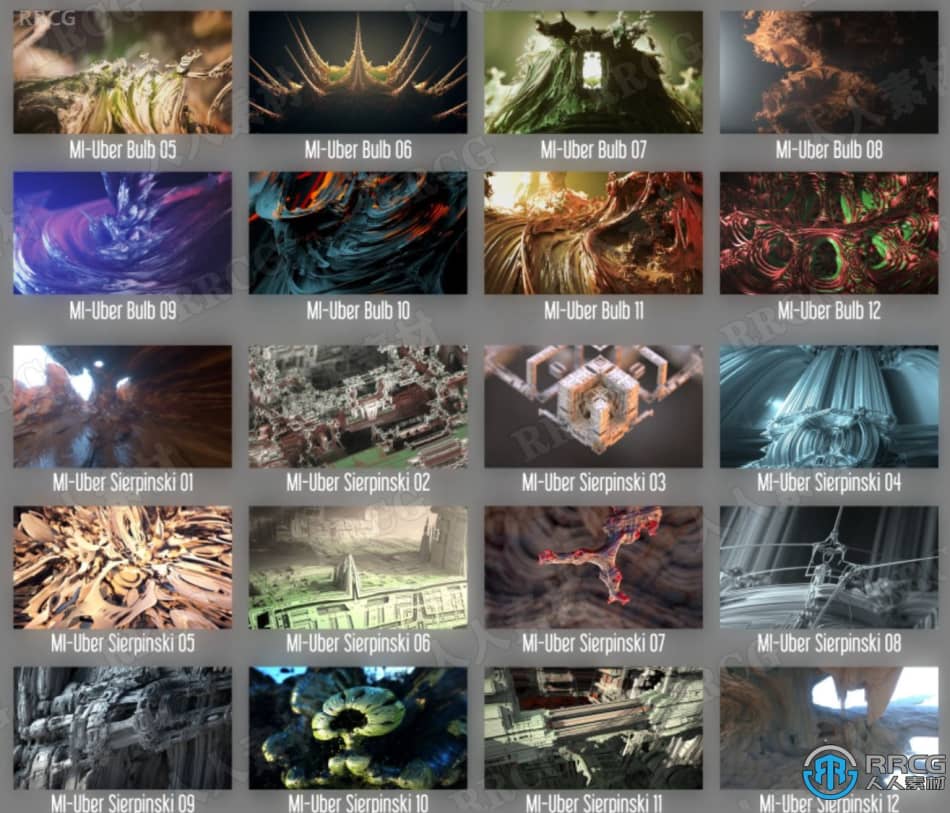 RRCG
MI-Uber Bulb 05
MI-Uber Bulb 06
MI-Uber Bulb 07
MI-Uber Bulb 08
MI-Uber Bulb 09
MI-Uber Bulb 10
MI-Uber Bulb 11
MI-Uber Bulb 12
MI-Uber Sierpinski 01
MI-Uber Sierpinski 02
MI-Uber Sierpinski 03
MI-Uber Sierpinski 04
MI-Uber Sierpinski 05
MI-Uber Sierpinski 06
MI-Uber Sierpinski 07
MI-Uber Sierpinski 08
MI-Uber Sierpinski 09
MI-Uber Sierpinski 10
MI-Uber Sierpinski 11
MI-Uber Sierpinski 12
RRCG
人人素材